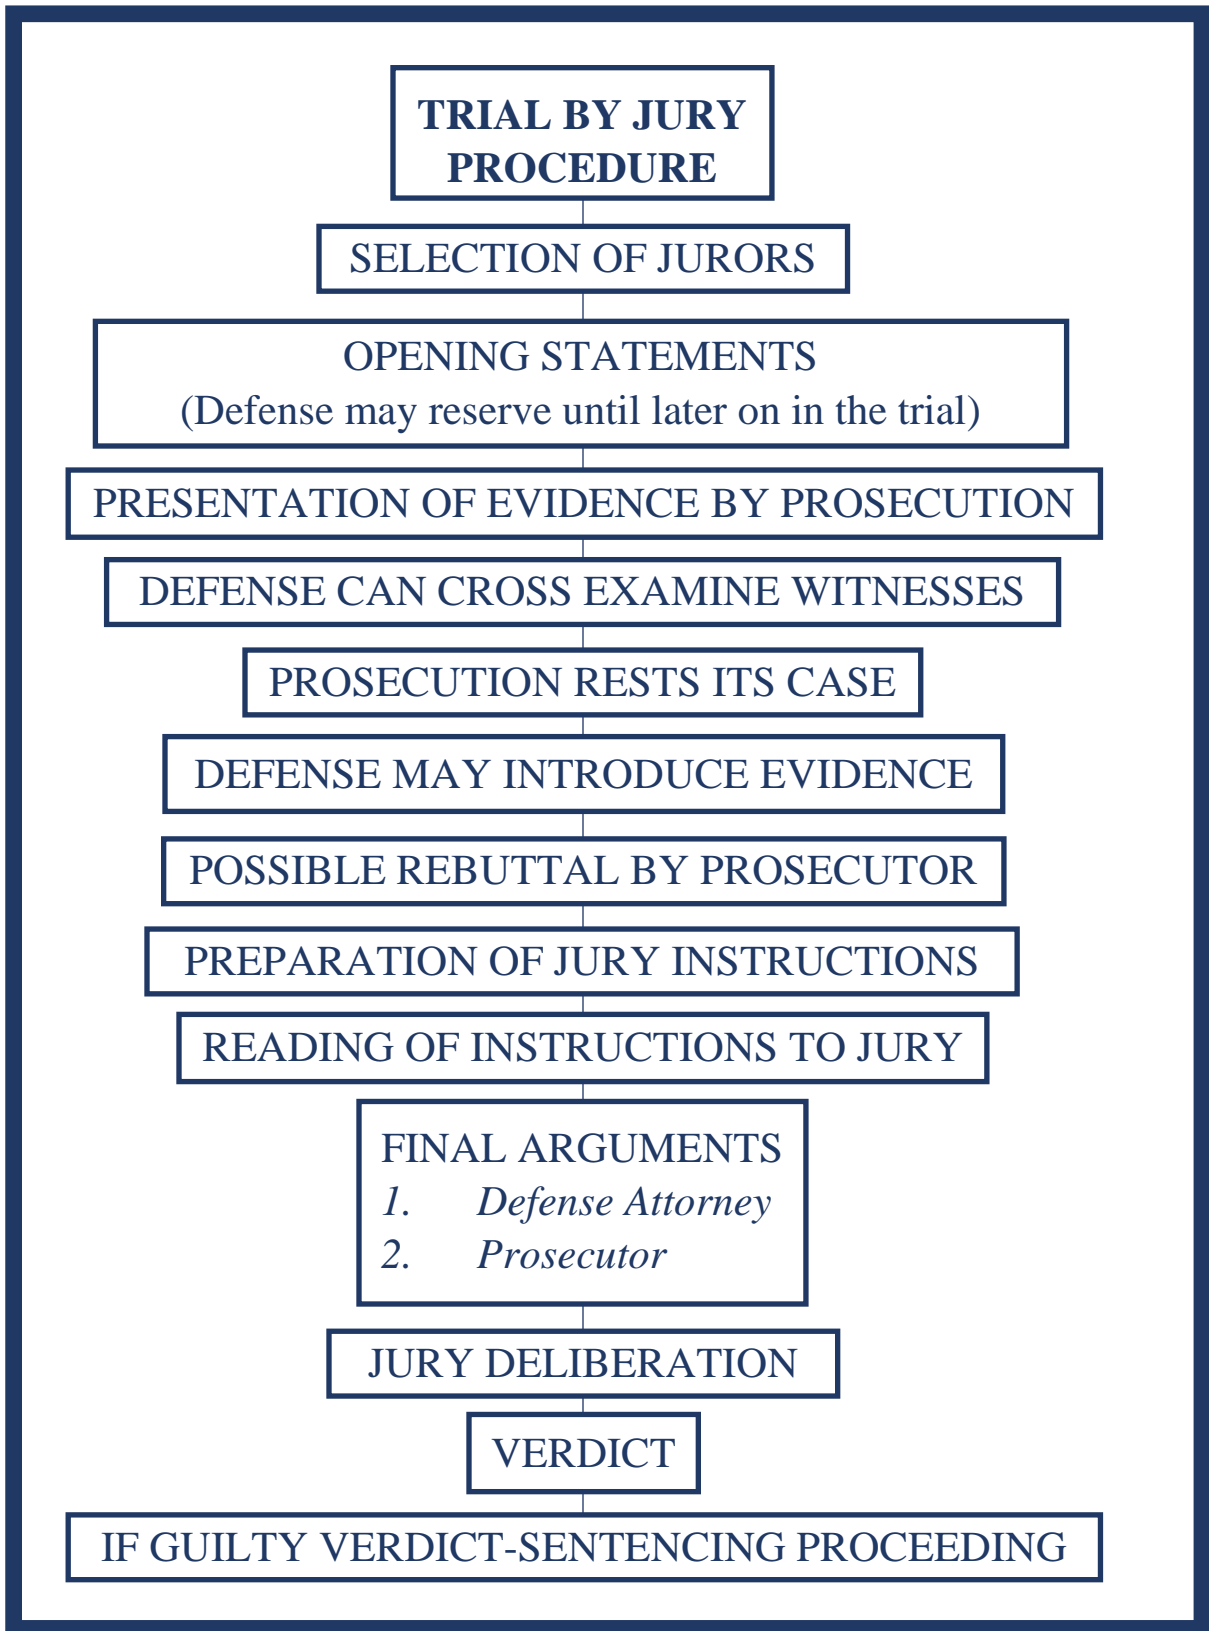 TRIAL BY JURY
PROCEDURE
SELECTION OF JURORS
OPENING STATEMENTS
(Defense may reserve until later on in the trial)
PRESENTATION OF EVIDENCE BY PROSECUTION
DEFENSE CAN CROSS EXAMINE WITNESSES
PROSECUTION RESTS ITS CASE
DEFENSE MAY INTRODUCE EVIDENCE
POSSIBLE REBUTTAL BY PROSECUTOR
PREPARATION OF JURY INSTRUCTIONS
READING OF INSTRUCTIONS TO JURY
FINAL ARGUMENTS
1. Defense Attorney
2. Prosecutor
JURY DELIBERATION
VERDICT
IF GUILTY VERDICT-SENTENCING PROCEEDING